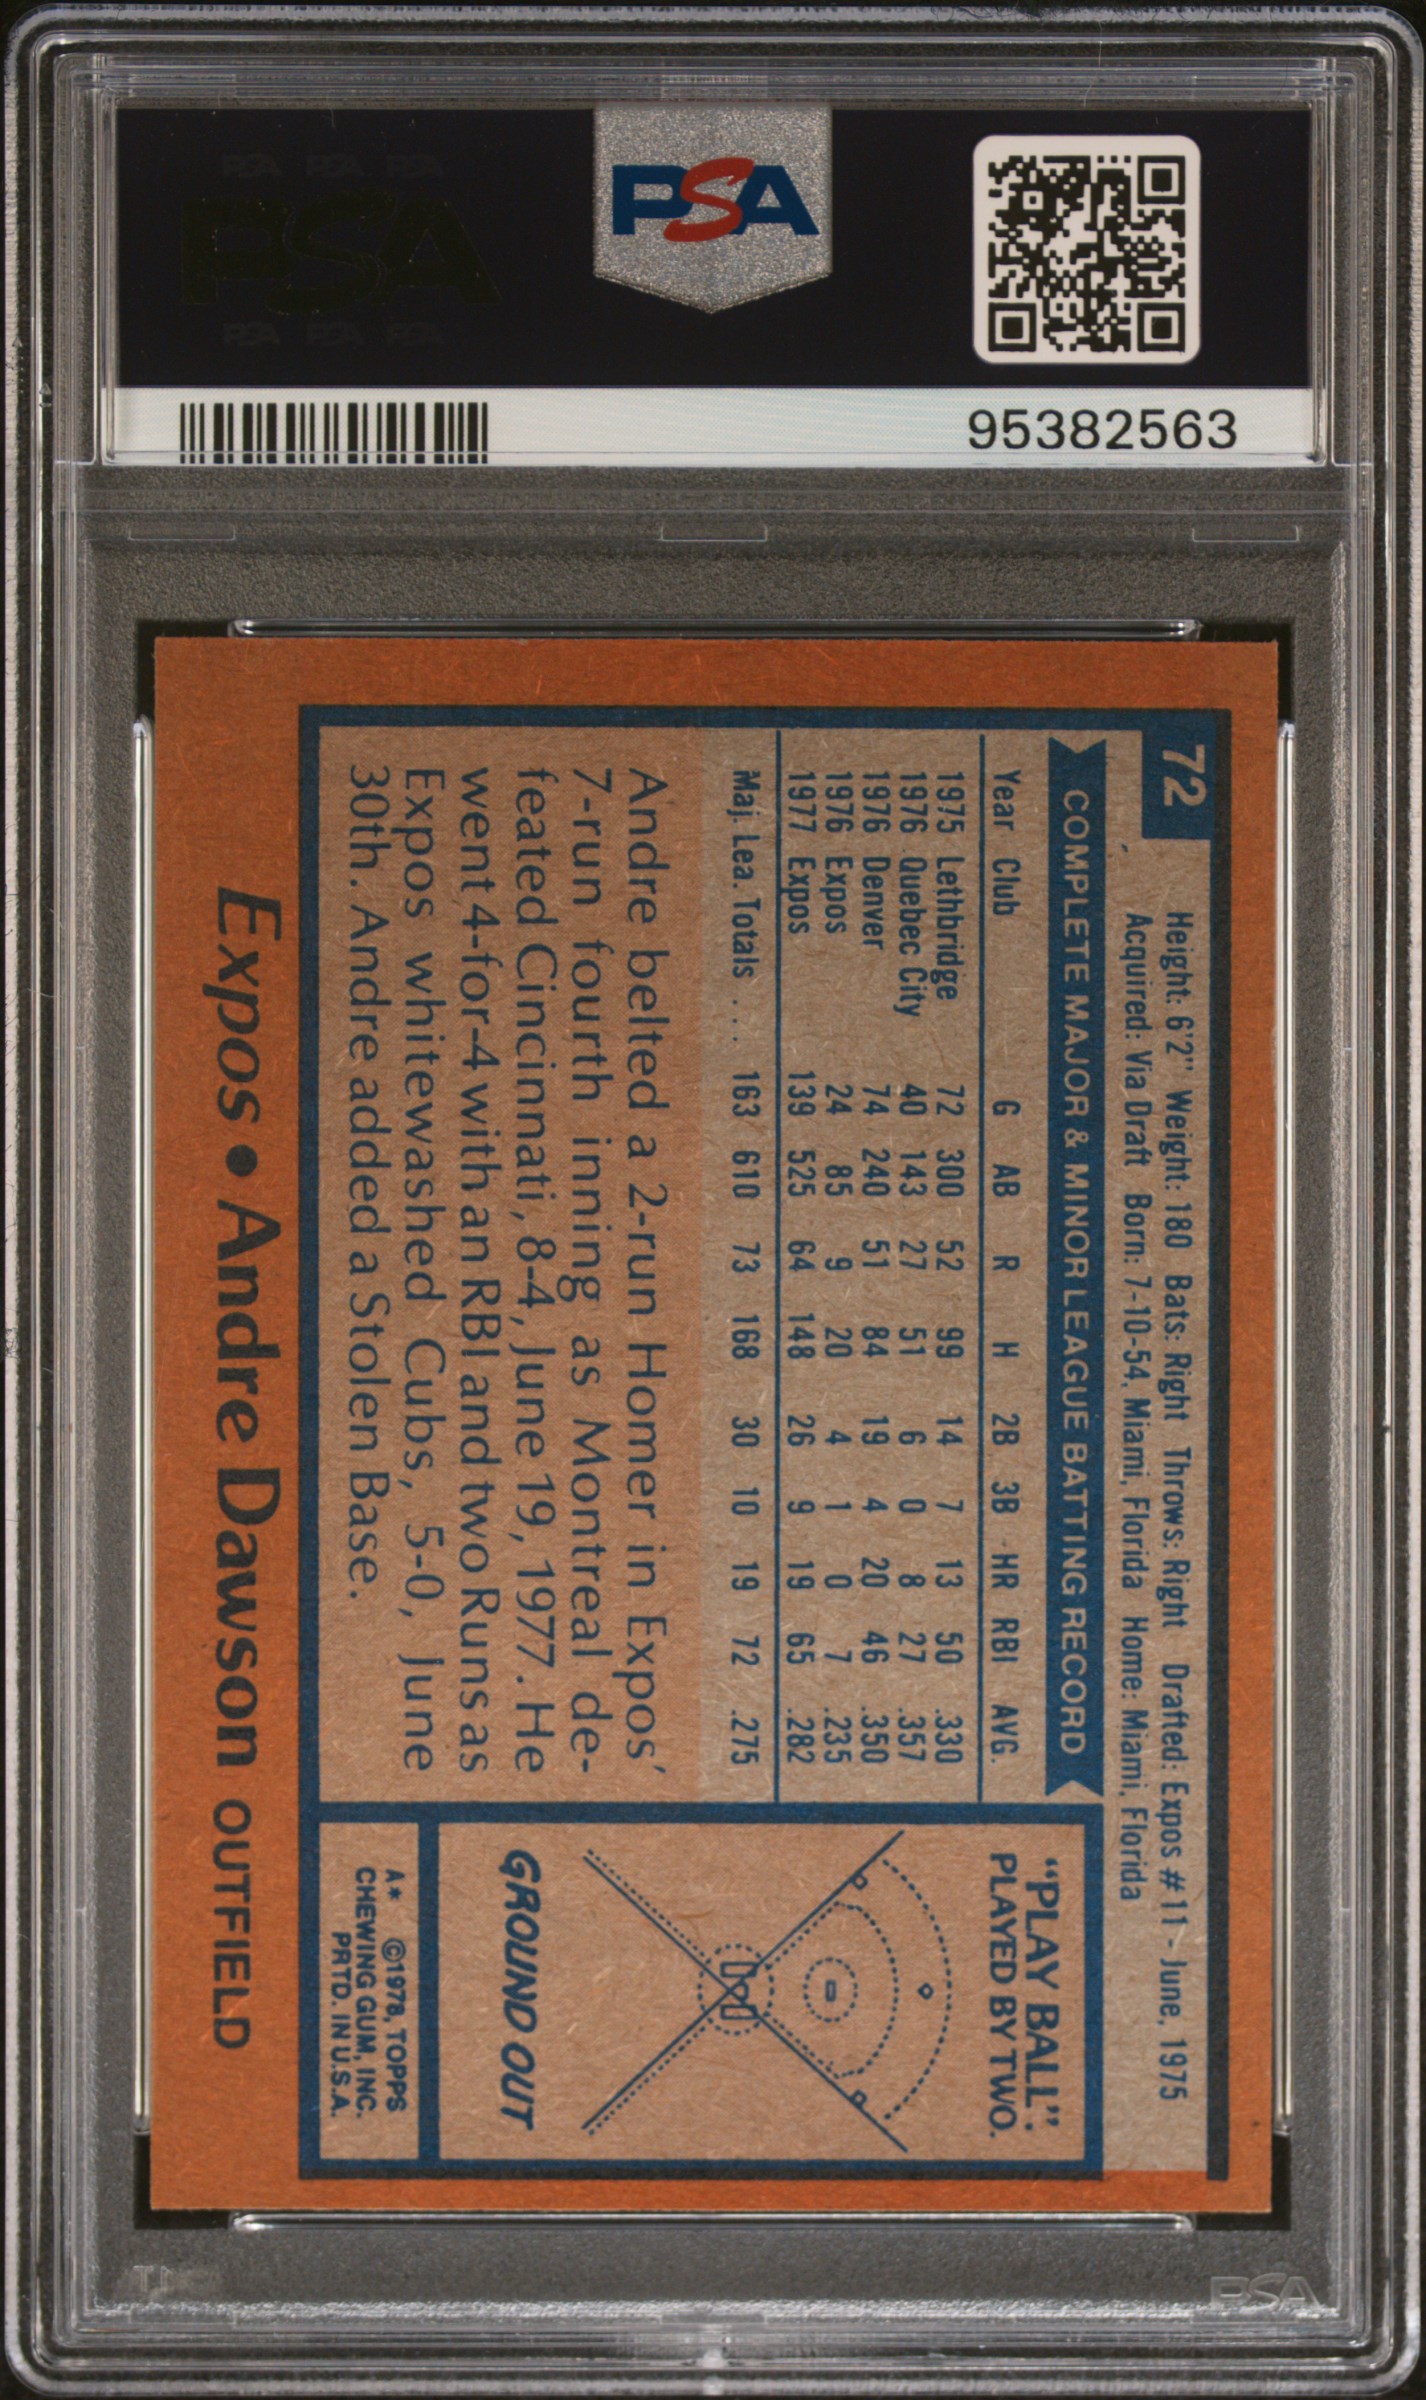 PSA PSA PSA
PSA
PSA PSA PSA
PSA
95382563
72
Height: 6'2" Weight: 180 Bats: Right Throws: Right Drafted: Expos #11 - June, 1975
Acquired: Via Draft Born: 7-10-54, Miami, Florida Home: Miami, Florida
COMPLETE MAJOR & MINOR LEAGUE BATTING RECORD
Year Club G AB R H 2B 3B HR RBI AVG.
1975 Lethbridge 72 300 52 99 14 7 13 50 .330
1976 Quebec City 40 143 27 51 6 0 8 27 .357
1976 Denver 74 240 51 84 19 4 20 46 .350
1976 Expos 24 85 9 20 4 1 0 7 .235
1977 Expos 139 525 64 148 26 9 19 65 .282
Maj. Lea. Totals ... 163 610 73 168 30 10 19 72 .275
Andre belted a 2-run Homer in Expos'
7-run fourth inning as Montreal de-
feated Cincinnati, 8-4, June 19, 1977. He
went 4-for-4 with an RBI and two Runs as
Expos whitewashed Cubs, 5-0, June
30th. Andre added a Stolen Base.
"PLAY BALL":
PLAYED BY TWO.
GROUND OUT
A* ©1978, TOPPS
CHEWING GUM, INC.
PRTD. IN U.S.A.
Expos • Andre Dawson OUTFIELD
PSA